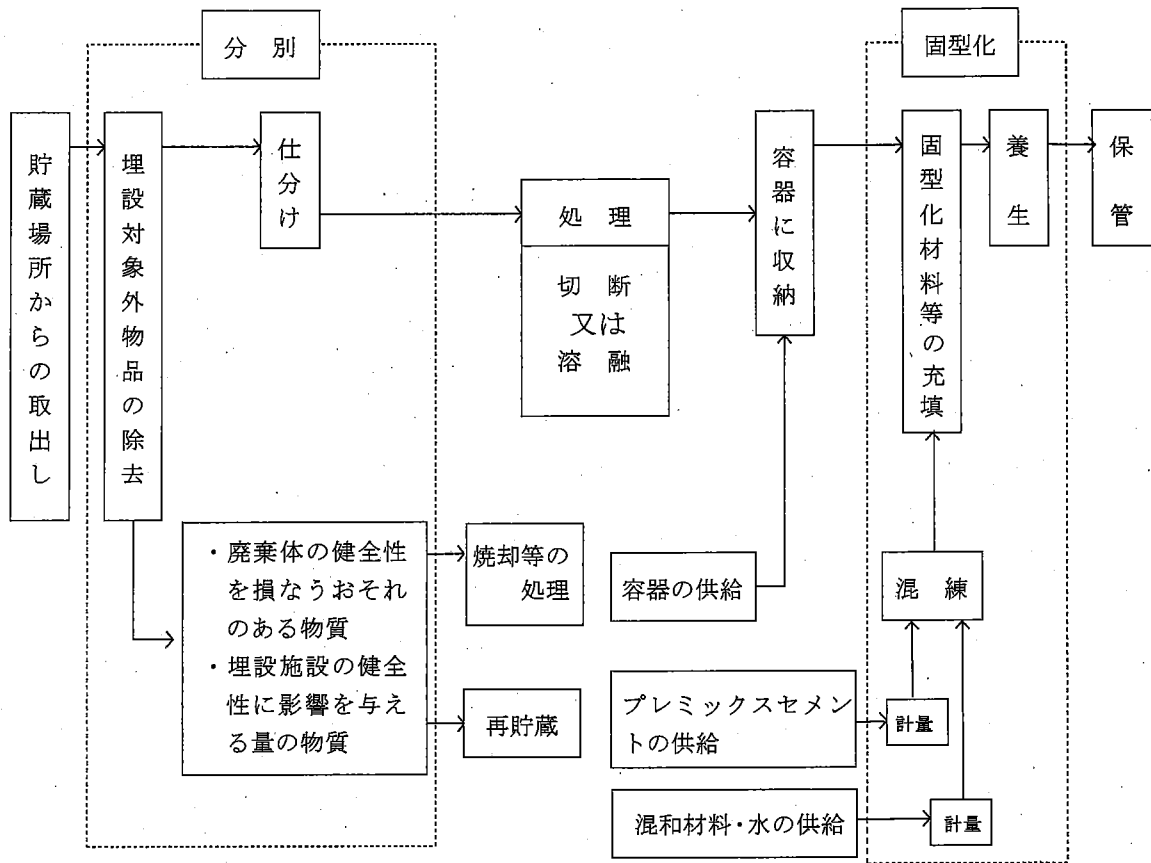 分 別
固型化
貯蔵場所からの取出し
埋設対象外物品の除去
仕分け
処 理
切 断
又は
溶 融
容器に収納
固型化材料等の充填
養生
保管
・廃棄体の健全性
を損なうおそれ
のある物質
・埋設施設の健全
性に影響を与え
る量の物質
焼却等の
処理
再貯蔵
容器の供給
混 練
プレミックスセメン
トの供給
計量
混和材料・水の供給
計量